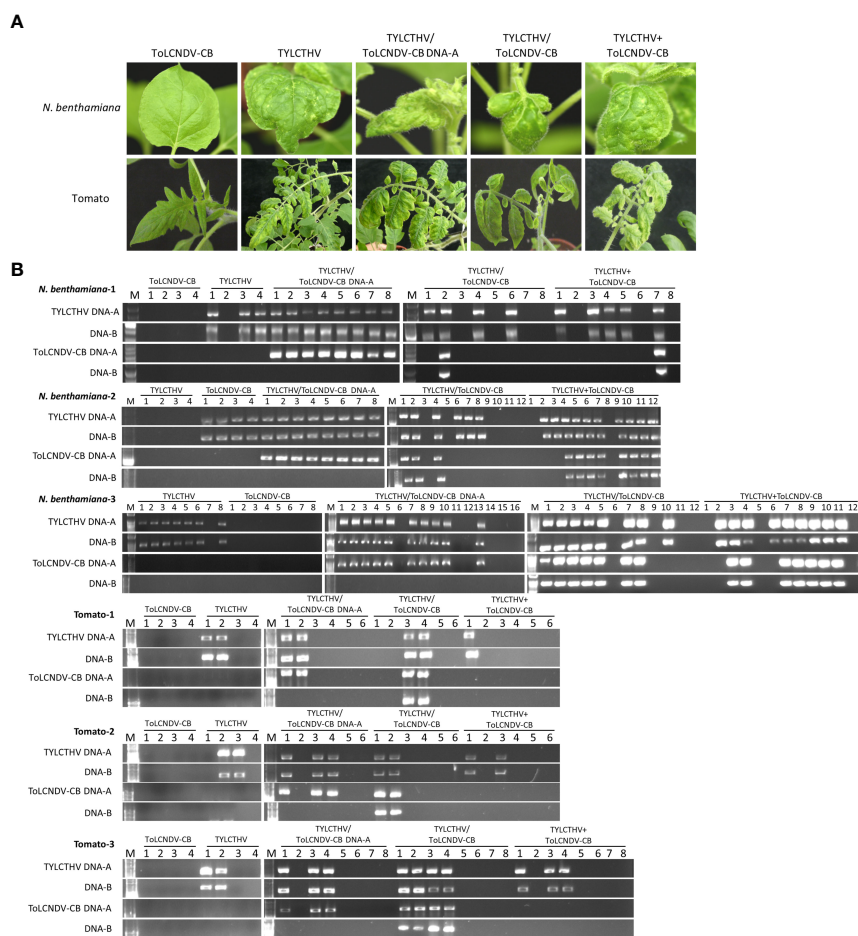 A
ToLCNDV-CB TYLCTHV TYLCTHV/ ToLCNDV-CB DNA-A TYLCTHV/ ToLCNDV-CB TYLCTHV+ ToLCNDV-CB
N. benthamiana
Tomato
B
N. benthamiana-1
M ToLCNDV-CB TYLCTHV TYLCTHV/ ToLCNDV-CB DNA-A M TYLCTHV/ ToLCNDV-CB TYLCTHV+ ToLCNDV-CB
1 2 3 4 1 2 3 4 1 2 3 4 5 6 7 8 1 2 3 4 5 6 7 8 1 2 3 4 5 6 7 8
TYLCTHV DNA-A
DNA-B
ToLCNDV-CB DNA-A
DNA-B
N. benthamiana-2
M TYLCTHV ToLCNDV-CB TYLCTHV/ToLCNDV-CB DNA-A M TYLCTHV/ToLCNDV-CB TYLCTHV+ToLCNDV-CB
1 2 3 4 1 2 3 4 1 2 3 4 5 6 7 8 1 2 3 4 5 6 7 8 9 10 11 12 1 2 3 4 5 6 7 8 9 10 11 12
TYLCTHV DNA-A
DNA-B
ToLCNDV-CB DNA-A
DNA-B
N. benthamiana-3
M TYLCTHV ToLCNDV-CB M TYLCTHV/ToLCNDV-CB DNA-A M TYLCTHV/ToLCNDV-CB TYLCTHV+ToLCNDV-CB
1 2 3 4 5 6 7 8 1 2 3 4 5 6 7 8 1 2 3 4 5 6 7 8 9 10 11 12 13 14 15 16 1 2 3 4 5 6 7 8 9 10 11 12 1 2 3 4 5 6 7 8 9 10 11 12
TYLCTHV DNA-A
DNA-B
ToLCNDV-CB DNA-A
DNA-B
Tomato-1
M ToLCNDV-CB TYLCTHV M TYLCTHV/ ToLCNDV-CB DNA-A TYLCTHV/ ToLCNDV-CB TYLCTHV+ ToLCNDV-CB
1 2 3 4 1 2 3 4 1 2 3 4 5 6 1 2 3 4 5 6 1 2 3 4 5 6
TYLCTHV DNA-A
DNA-B
ToLCNDV-CB DNA-A
DNA-B
Tomato-2
M ToLCNDV-CB TYLCTHV M TYLCTHV/ ToLCNDV-CB DNA-A TYLCTHV/ ToLCNDV-CB TYLCTHV+ ToLCNDV-CB
1 2 3 4 1 2 3 4 1 2 3 4 5 6 1 2 3 4 5 6 1 2 3 4 5 6
TYLCTHV DNA-A
DNA-B
ToLCNDV-CB DNA-A
DNA-B
Tomato-3
M ToLCNDV-CB TYLCTHV M TYLCTHV/ ToLCNDV-CB DNA-A TYLCTHV/ ToLCNDV-CB TYLCTHV+ ToLCNDV-CB
1 2 3 4 1 2 3 4 1 2 3 4 5 6 7 8 1 2 3 4 5 6 7 8 1 2 3 4 5 6 7 8
TYLCTHV DNA-A
DNA-B
ToLCNDV-CB DNA-A
DNA-B